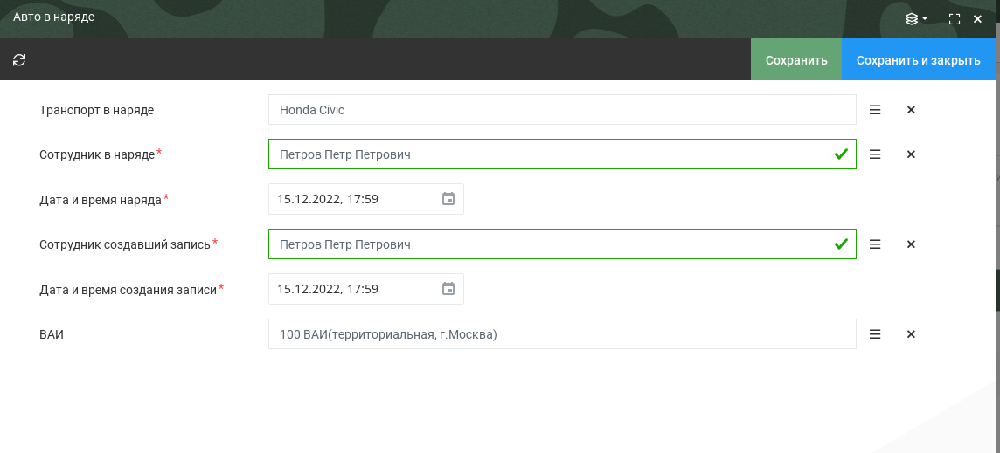 Авто в наряде
Сохранить
Сохранить и закрыть
Транспорт в наряде
Honda Civic
Сотрудник в наряде*
Петров Петр Петрович
Дата и время наряда*
15.12.2022, 17:59
Сотрудник создавший запись*
Петров Петр Петрович
Дата и время создания записи*
15.12.2022, 17:59
ВАИ
100 ВАИ(территориальная, г.Москва)